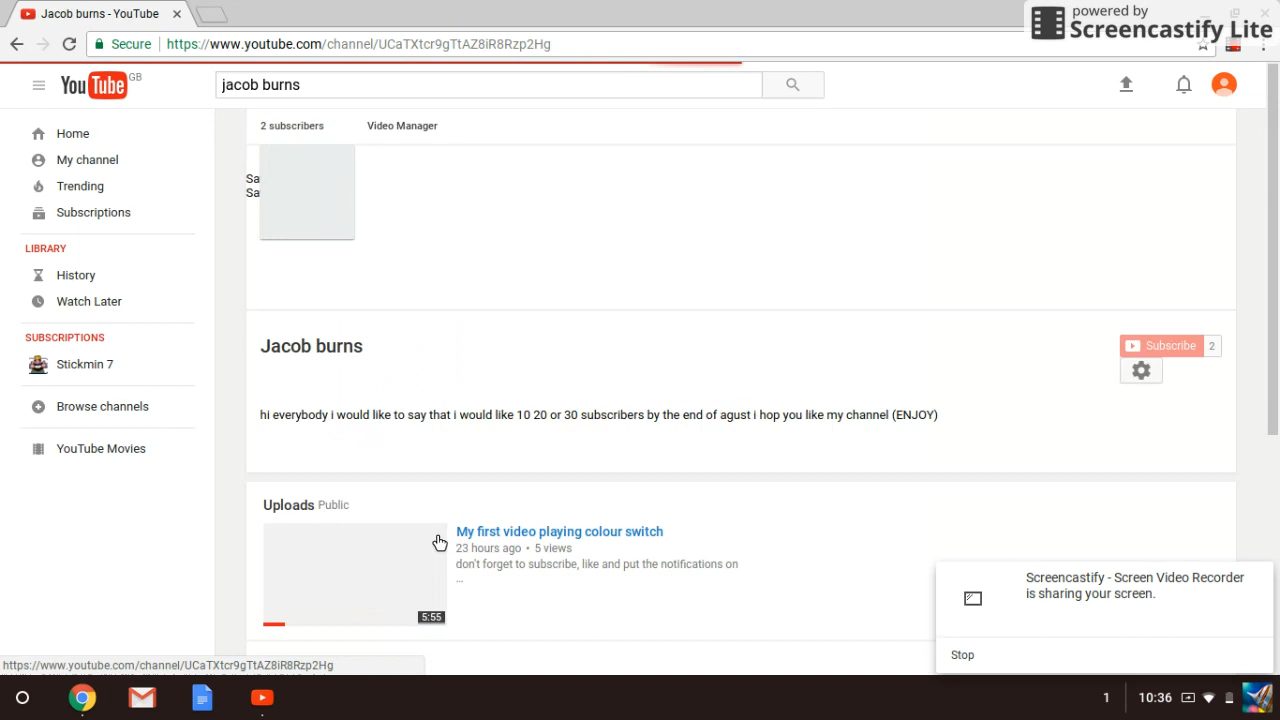 Jacob burns - YouTube
powered by
Screencastify Lite
Secure
https://www.youtube.com/channel/UCaTXtcr9gTtAZ8iR8Rzp2Hg
YouTube GB
jacob burns
2 subscribers
Video Manager
Home
My channel
Trending
Subscriptions
Sa
Sa
LIBRARY
History
Watch Later
SUBSCRIPTIONS
Stickmin 7
Browse channels
YouTube Movies
Jacob burns
Subscribe 2
hi everybody i would like to say that i would like 10 20 or 30 subscribers by the end of agust i hop you like my channel (ENJOY)
Uploads Public
My first video playing colour switch
23 hours ago • 5 views
don't forget to subscribe, like and put the notifications on
...
5:55
Screencastify - Screen Video Recorder
is sharing your screen.
Stop
https://www.youtube.com/channel/UCaTXtcr9gTtAZ8iR8Rzp2Hg
1
10:36